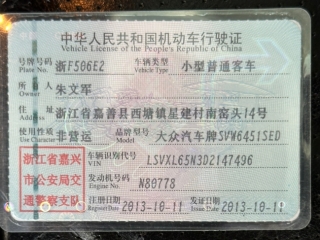 中华人民共和国机动车行驶证
Vehicle License of the People's Republic of China
号牌号码 浙F506E2 车辆类型 小型普通客车
Plate No. Vehicle Type
所有人 朱文军
Owner
住址 浙江省嘉善县西塘镇星建村南窑头14号
Address
使用性质 非营运 品牌型号 大众汽车牌SVW6451SED
Use Character Model
浙江省嘉兴市公安局交通警察支队
车辆识别代号 LSVXL65N3D2147496
VIN
发动机号码 N80778
Engine No.
注册日期 2013-10-11 发证日期 2013-10-11
Register Date Issue Date